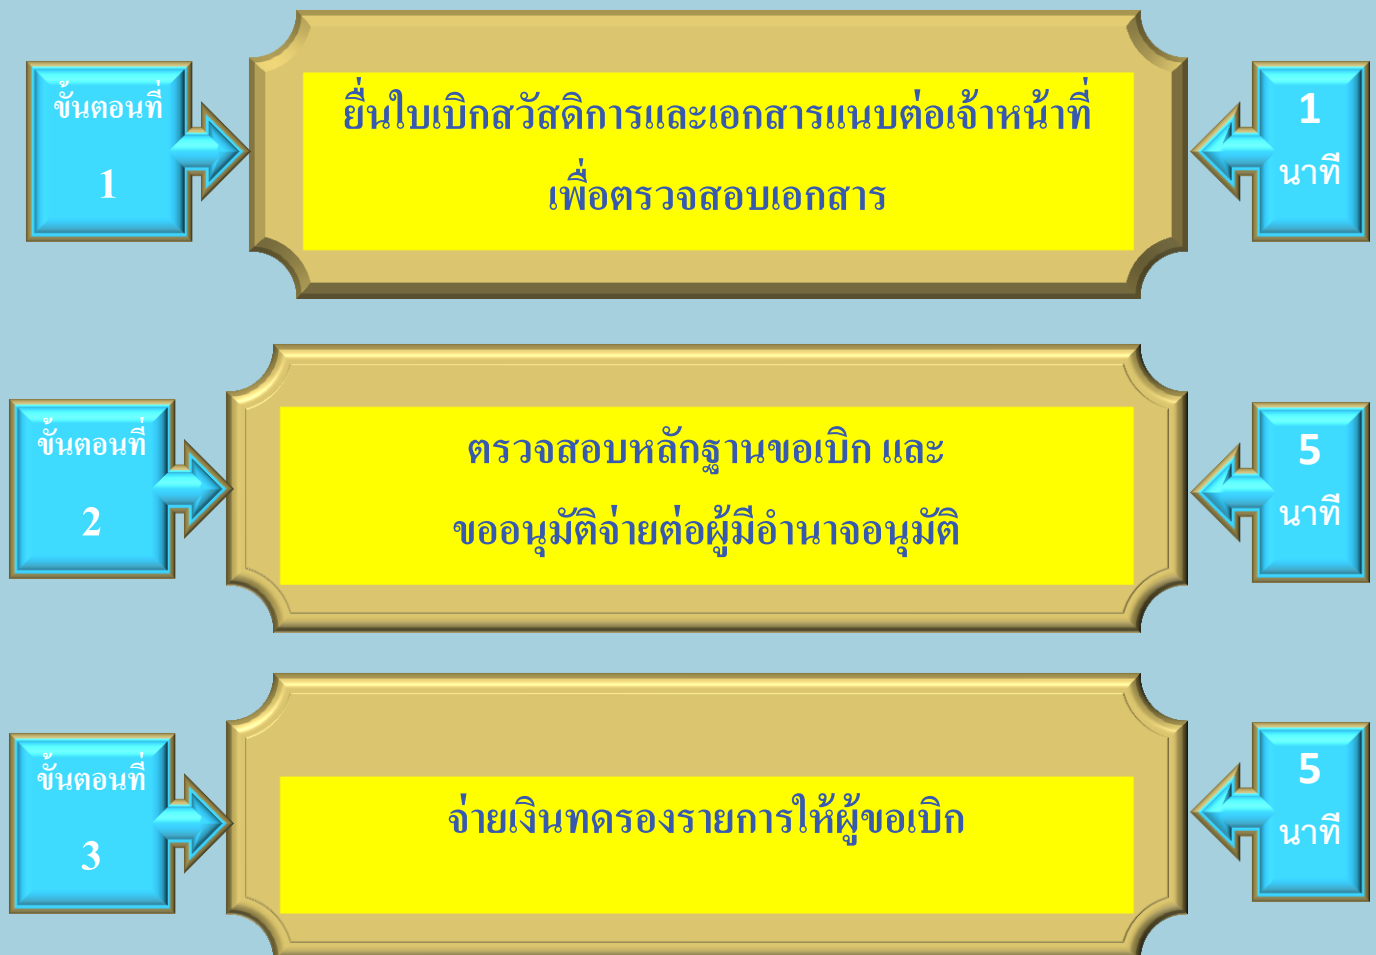 ขั้นตอนที่
1
ยื่นใบเบิกสวัสดิการและเอกสารแนบต่อเจ้าหน้าที่
เพื่อตรวจสอบเอกสาร
1
นาที
ขั้นตอนที่
2
ตรวจสอบหลักฐานขอเบิก และ
ขออนุมัติจ่ายต่อผู้มีอำนาจอนุมัติ
5
นาที
ขั้นตอนที่
3
จ่ายเงินทดรองรายการให้ผู้ขอเบิก
5
นาที